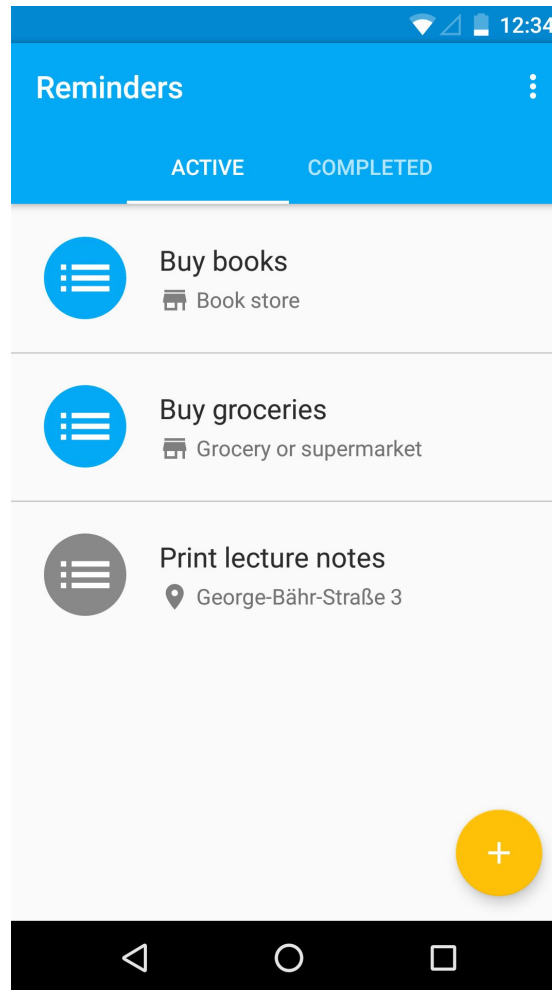 12:34
Reminders
ACTIVE COMPLETED
Buy books
Book store
Buy groceries
Grocery or supermarket
Print lecture notes
George-Bähr-Straße 3